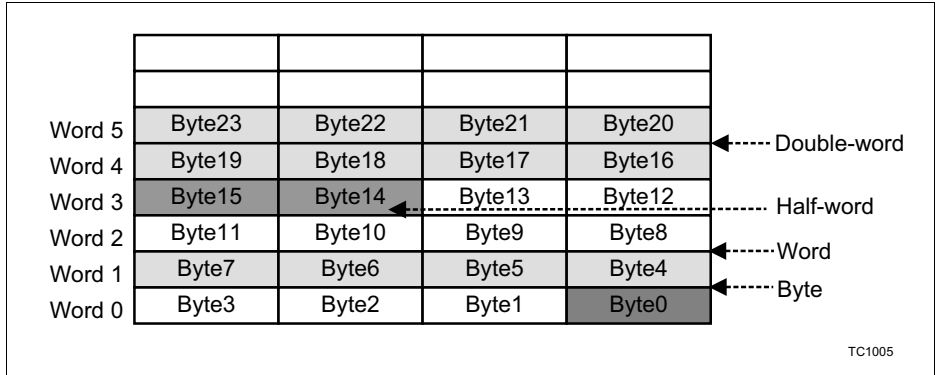 Word 5 Byte23 Byte22 Byte21 Byte20
Double-word
Word 4 Byte19 Byte18 Byte17 Byte16
Word 3 Byte15 Byte14 Byte13 Byte12
Half-word
Word 2 Byte11 Byte10 Byte9 Byte8
Word
Word 1 Byte7 Byte6 Byte5 Byte4
Byte
Word 0 Byte3 Byte2 Byte1 Byte0
TC1005